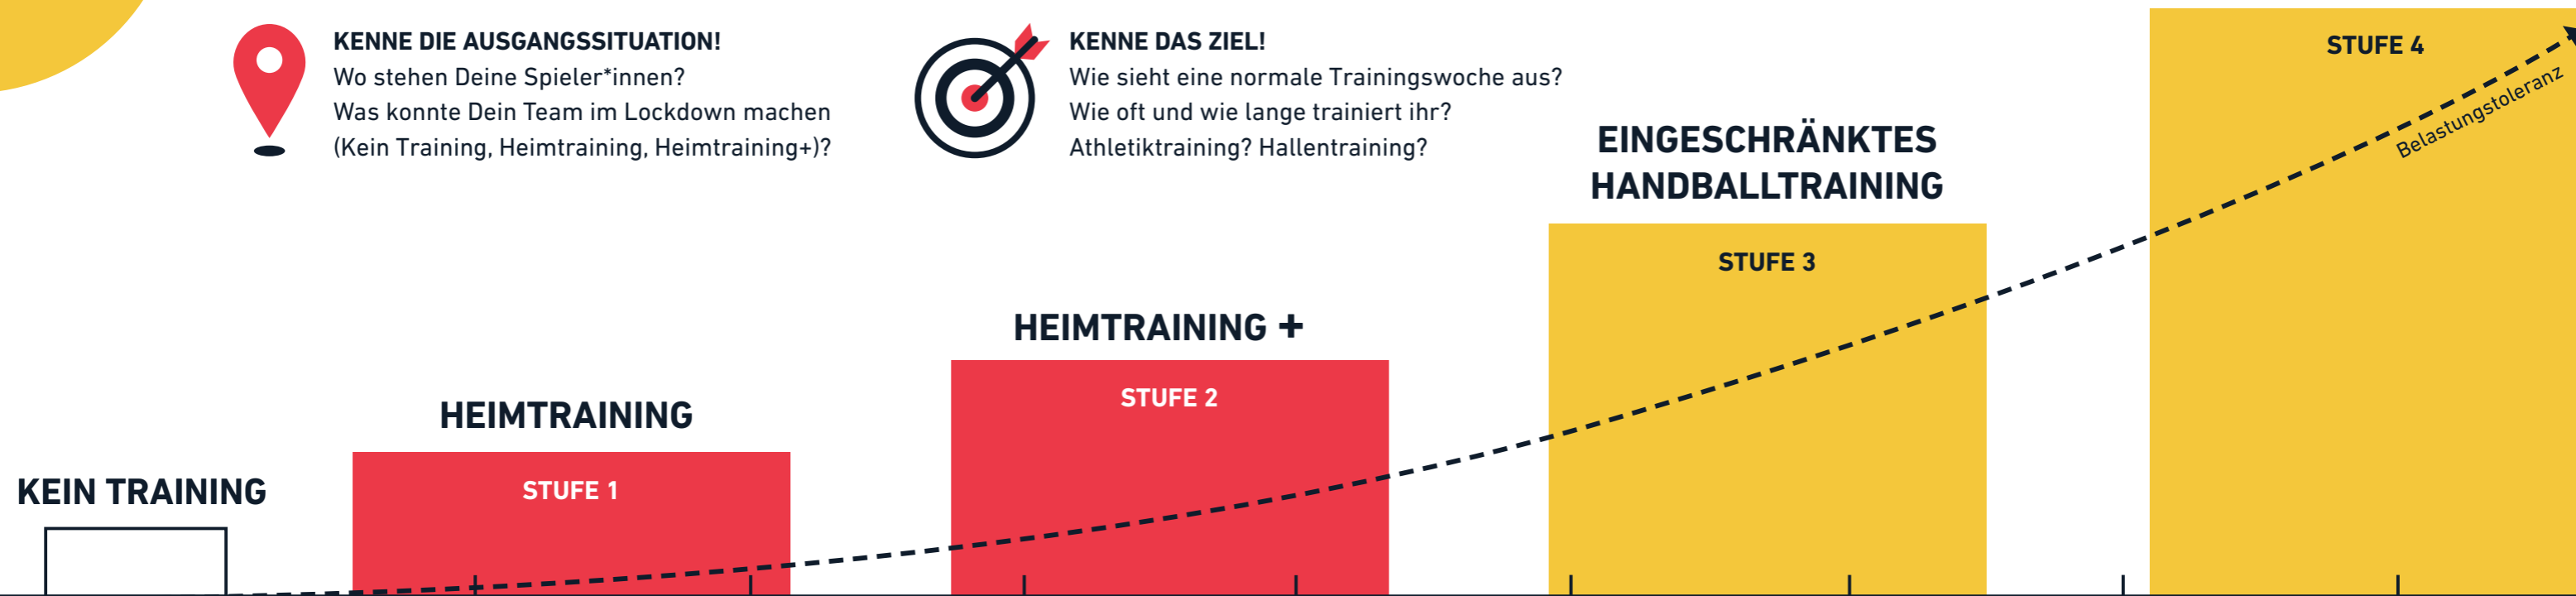 KENNE DIE AUSGANGSSITUATION!
Wo stehen Deine Spieler*innen?
Was konnte Dein Team im Lockdown machen
(Kein Training, Heimtraining, Heimtraining+)?
KENNE DAS ZIEL!
Wie sieht eine normale Trainingswoche aus?
Wie oft und wie lange trainiert ihr?
Athletiktraining? Hallentraining?
KEIN TRAINING
HEIMTRAINING
STUFE 1
HEIMTRAINING +
STUFE 2
EINGESCHRÄNKTES
HANDBALLTRAINING
STUFE 3
STUFE 4
Belastungstoleranz